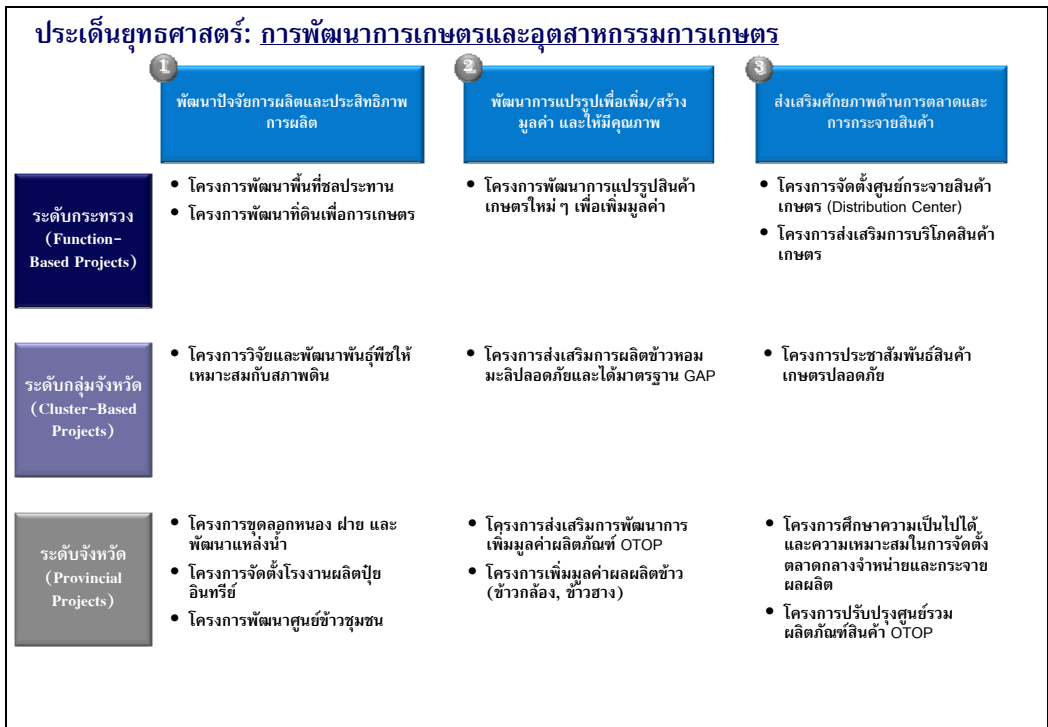 ประเด็นยุทธศาสตร์: การพัฒนาการเกษตรและอุตสาหกรรมการเกษตร
1
พัฒนาปัจจัยการผลิตและประสิทธิภาพ
การผลิต
2
พัฒนาการแปรรูปเพื่อเพิ่ม/สร้าง
มูลค่า และให้มีคุณภาพ
3
ส่งเสริมศักยภาพด้านการตลาดและ
การกระจายสินค้า
ระดับกระทรวง
(Function-
Based Projects)
• โครงการพัฒนาพื้นที่ชลประทาน
• โครงการพัฒนาที่ดินเพื่อการเกษตร
• โครงการพัฒนาการแปรรูปสินค้า
เกษตรใหม่ ๆ เพื่อเพิ่มมูลค่า
• โครงการจัดตั้งศูนย์กระจายสินค้า
เกษตร (Distribution Center)
• โครงการส่งเสริมการบริโภคสินค้า
เกษตร
ระดับกลุ่มจังหวัด
(Cluster-Based
Projects)
• โครงการวิจัยและพัฒนาพันธุ์พืชให้
เหมาะสมกับสภาพดิน
• โครงการส่งเสริมการผลิตข้าวหอม
มะลิปลอดภัยและได้มาตรฐาน GAP
• โครงการประชาสัมพันธ์สินค้า
เกษตรปลอดภัย
ระดับจังหวัด
(Provincial
Projects)
• โครงการขุดลอกหนอง ฝาย และ
พัฒนาแหล่งน้ำ
• โครงการจัดตั้งโรงงานผลิตปุ๋ย
อินทรีย์
• โครงการพัฒนาศูนย์ข้าวชุมชน
• โครงการส่งเสริมการพัฒนาการ
เพิ่มมูลค่าผลิตภัณฑ์ OTOP
• โครงการเพิ่มมูลค่าผลผลิตข้าว
(ข้าวกล้อง, ข้าวฮาง)
• โครงการศึกษาความเป็นไปได้
และความเหมาะสมในการจัดตั้ง
ตลาดกลางจำหน่ายและกระจาย
ผลผลิต
• โครงการปรับปรุงศูนย์รวม
ผลิตภัณฑ์สินค้า OTOP